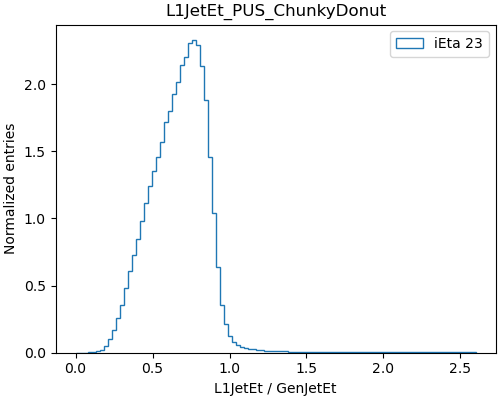 L1JetEt_PUS_ChunkyDonut
iEta 23
Normalized entries
2.0
1.5
1.0
0.5
0.0
0.0 0.5 1.0 1.5 2.0 2.5
L1JetEt / GenJetEt